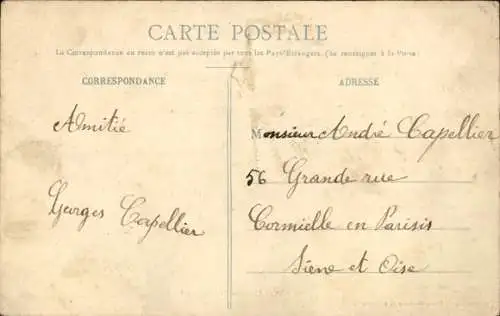 CARTE POSTALE
La Correspondance au recto n'est pas acceptée par tous les Pays Etrangers. (Se renseigner à la Poste)
CORRESPONDANCE
ADRESSE
Amitié
Georges Capellier
Monsieur André Capellier
56 Grande rue
Cormielle en Parisis
Siene et Oise